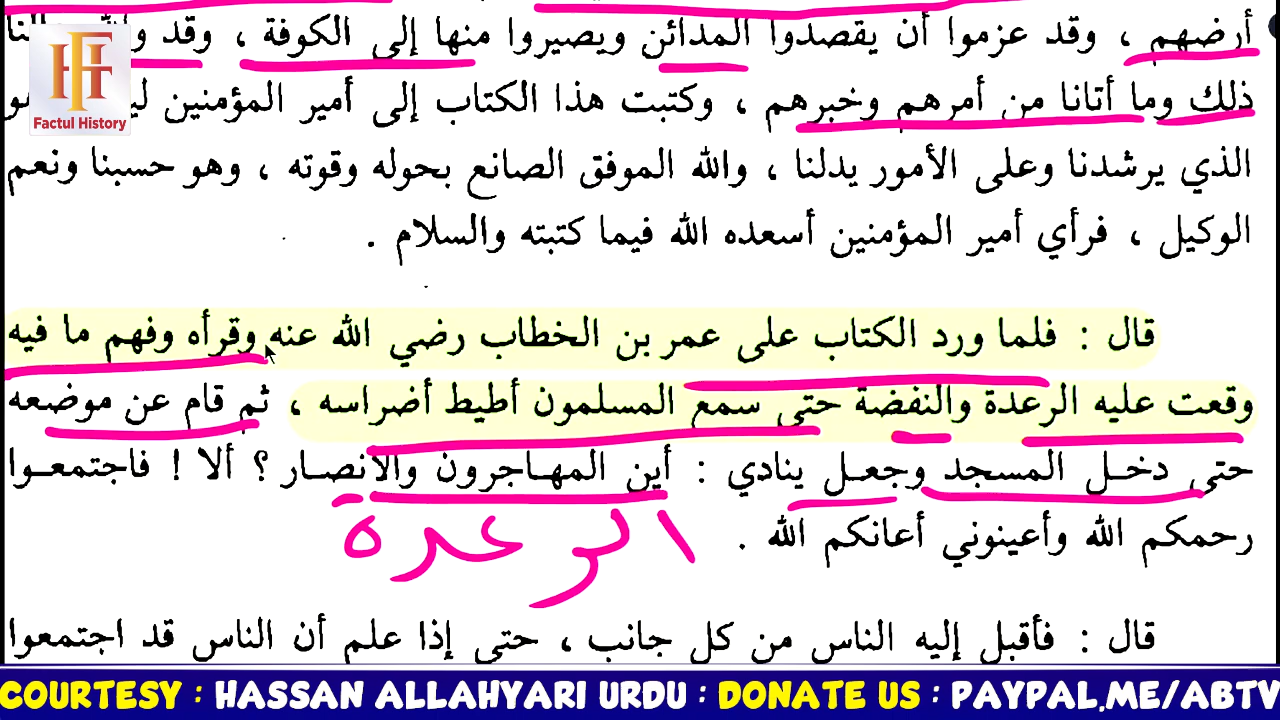 أرضهم ، وقد عزموا أن يقصدوا المدائن ويصيروا منها إلى الكوفة ، وقد
ذلك وما أتانا من أمرهم وخبرهم ، وكتبت هذا الكتاب إلى أمير المؤمنين
الذي يرشدنا وعلى الأمور يدلنا ، والله الموفق الصانع بحوله وقوته ، وهو حسبنا ونعم
الوكيل ، فرأي أمير المؤمنين أسعده الله فيما كتبته والسلام .
قال : فلما ورد الكتاب على عمر بن الخطاب رضي الله عنه وقرأه وفهم ما فيه
وقعت عليه الرعدة والنفضة حتى سمع المسلمون أطيط أضراسه ، ثم قام عن موضعه
حتى دخل المسجد وجعل ينادي : أين المهاجرون والانصار ؟ ألا ! فاجتمعوا
رحمكم الله وأعينوني أعانكم الله .
الرعدة
قال : فأقبل إليه الناس من كل جانب ، حتى إذا علم أن الناس قد اجتمعوا
Factul History
COURTESY : HASSAN ALLAHYARI URDU : DONATE US : PAYPAL.ME/ABTV